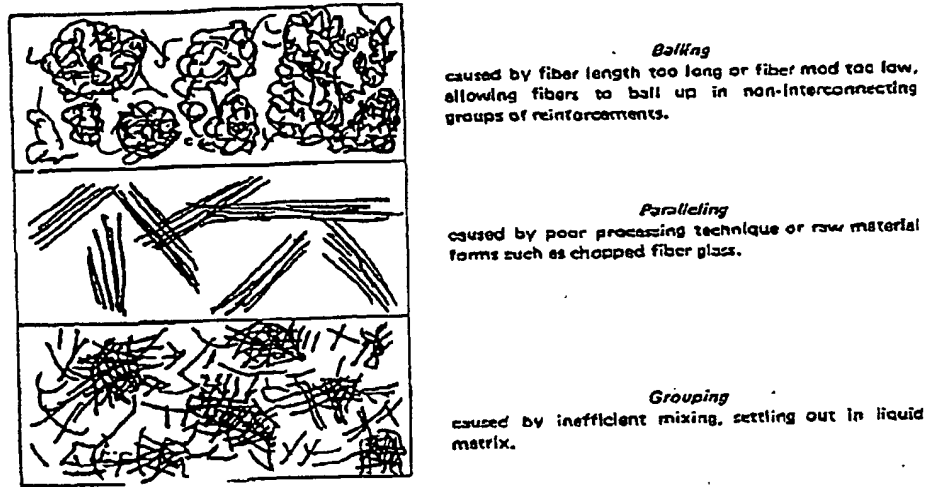 Balling
caused by fiber length too long or fiber mod too low,
allowing fibers to ball up in non-interconnecting
groups of reinforcements.
Paralleling
caused by poor processing technique or raw material
forms such as chopped fiber glass.
Grouping
caused by inefficient mixing, settling out in liquid
matrix.